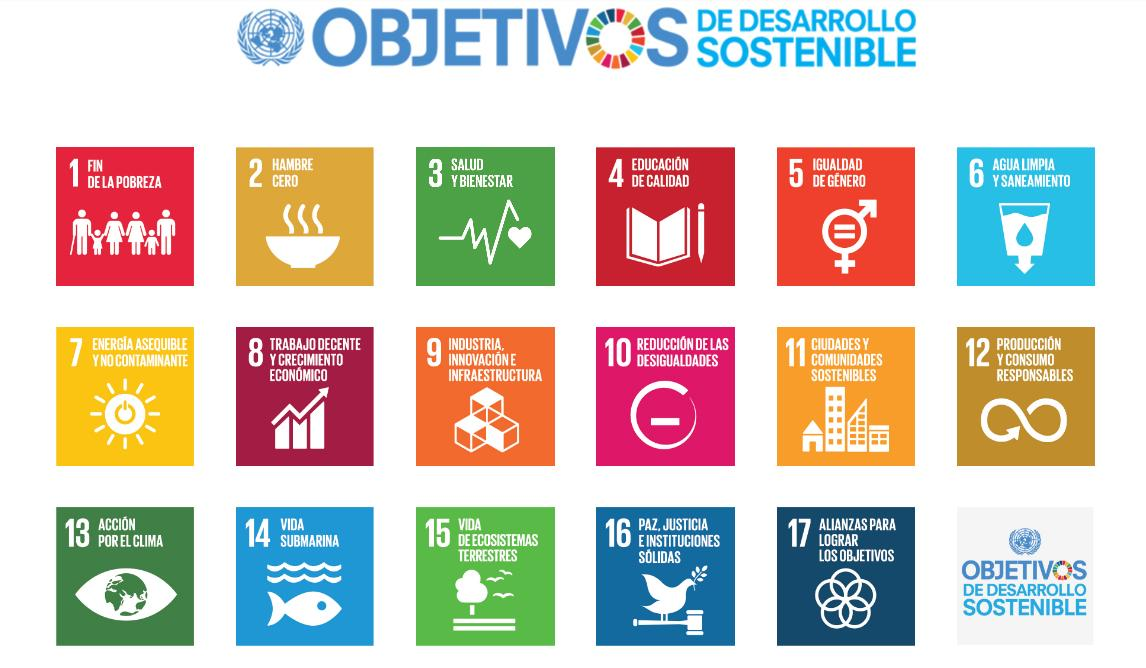 OBJETIVOS
DE DESARROLLO
SOSTENIBLE
1 FIN
DE LA POBREZA
2 HAMBRE
CERO
3 SALUD
Y BIENESTAR
4 EDUCACIÓN
DE CALIDAD
5 IGUALDAD
DE GÉNERO
6 AGUA LIMPIA
Y SANEAMIENTO
7 ENERGÍA ASEQUIBLE
Y NO CONTAMINANTE
8 TRABAJO DECENTE
Y CRECIMIENTO
ECONÓMICO
9 INDUSTRIA,
INNOVACIÓN E
INFRAESTRUCTURA
10 REDUCCIÓN DE LAS
DESIGUALDADES
11 CIUDADES Y
COMUNIDADES
SOSTENIBLES
12 PRODUCCIÓN
Y CONSUMO
RESPONSABLES
13 ACCIÓN
POR EL CLIMA
14 VIDA
SUBMARINA
15 VIDA
DE ECOSISTEMAS
TERRESTRES
16 PAZ, JUSTICIA
E INSTITUCIONES
SÓLIDAS
17 ALIANZAS PARA
LOGRAR
LOS OBJETIVOS
OBJETIVOS
DE DESARROLLO
SOSTENIBLE